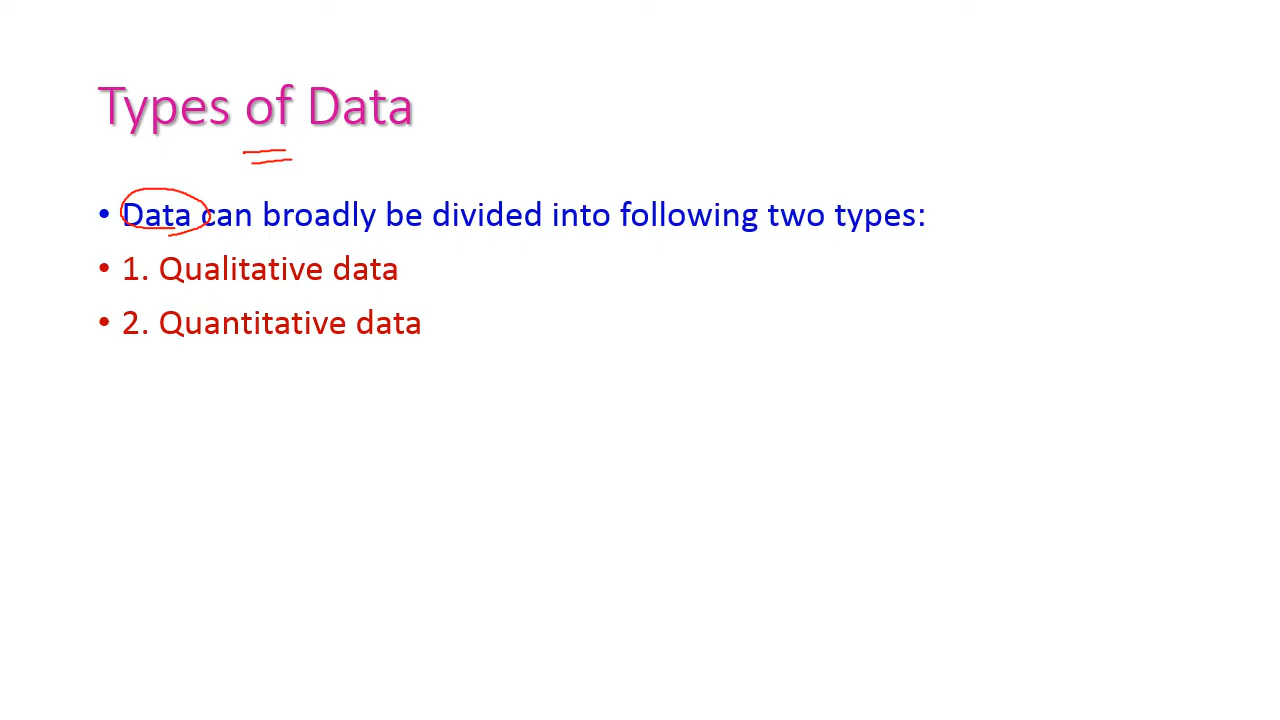 Types of Data
• Data can broadly be divided into following two types:
• 1. Qualitative data
• 2. Quantitative data